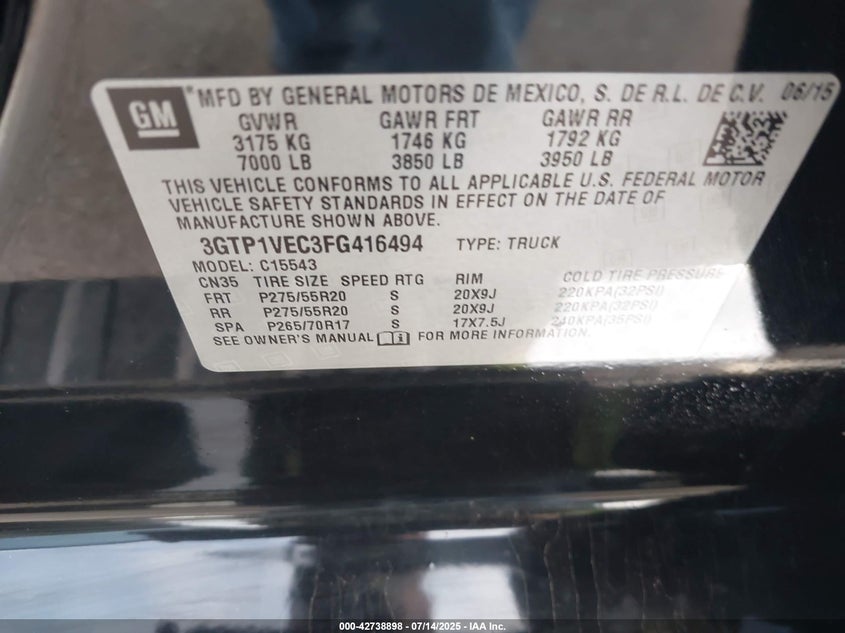 GM ®MFD BY GENERAL MOTORS DE MEXICO, S. DE R.L. DE C.V. 06/15
GVWR GAWR FRT GAWR RR
3175 KG 1746 KG 1792 KG
7000 LB 3850 LB 3950 LB
THIS VEHICLE CONFORMS TO ALL APPLICABLE U.S. FEDERAL MOTOR
VEHICLE SAFETY STANDARDS IN EFFECT ON THE DATE OF
MANUFACTURE SHOWN ABOVE.
3GTP1VEC3FG416494 TYPE: TRUCK
MODEL: C15543
CN35 TIRE SIZE SPEED RTG RIM COLD TIRE PRESSURE
FRT P275/55R20 S 20X9J 220KPA(32PSI)
RR P275/55R20 S 20X9J 220KPA(32PSI)
SPA P265/70R17 S 17X7.5J 240KPA(35PSI)
SEE OWNER'S MANUAL FOR MORE INFORMATION.
000-42738898 - 07/14/2025 - IAA Inc.